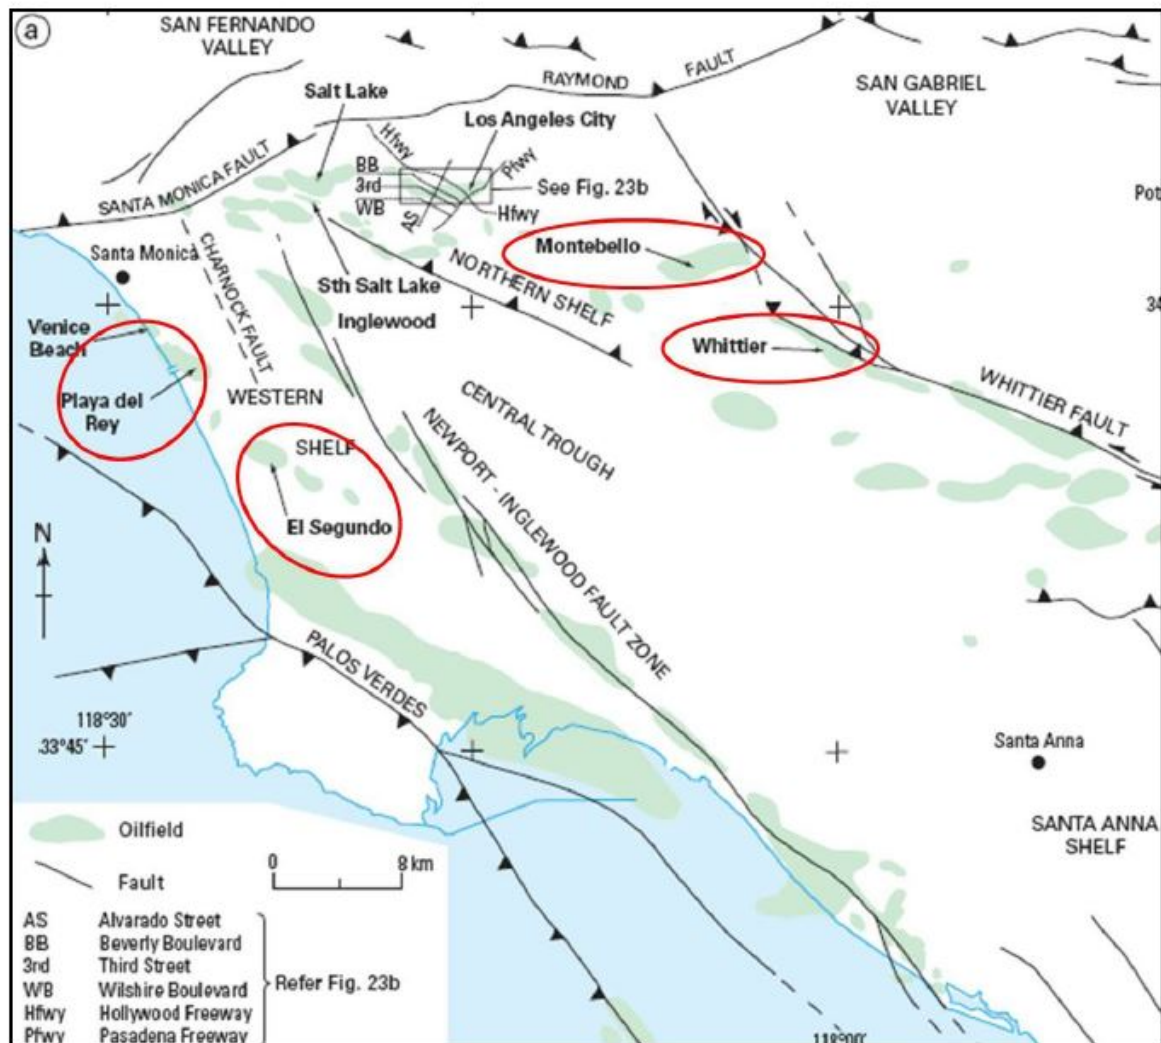 a
SAN FERNANDO
VALLEY
Salt Lake
RAYMOND
FAULT
SAN GABRIEL
VALLEY
Los Angeles City
Hfwy
Pfwy
BB
3rd
WB
AS
Hfwy
See Fig. 23b
Pot
SANTA MONICA FAULT
Santa Monica
CHARNOCK FAULT
Montebello
NORTHERN SHELF
Sth Salt Lake
Inglewood
34
Venice
Beach
Whittier
Playa del
Rey
WESTERN
SHELF
CENTRAL TROUGH
WHITTIER FAULT
NEWPORT - INGLEWOOD FAULT ZONE
El Segundo
N
PALOS VERDES
118°30'
33°45'
Santa Anna
SANTA ANNA
SHELF
Oilfield
Fault
0 8 km
AS Alvarado Street
BB Beverly Boulevard
3rd Third Street
WB Wilshire Boulevard
Hfwy Hollywood Freeway
Pfwy Pasadena Freeway
Refer Fig. 23b
118°00'